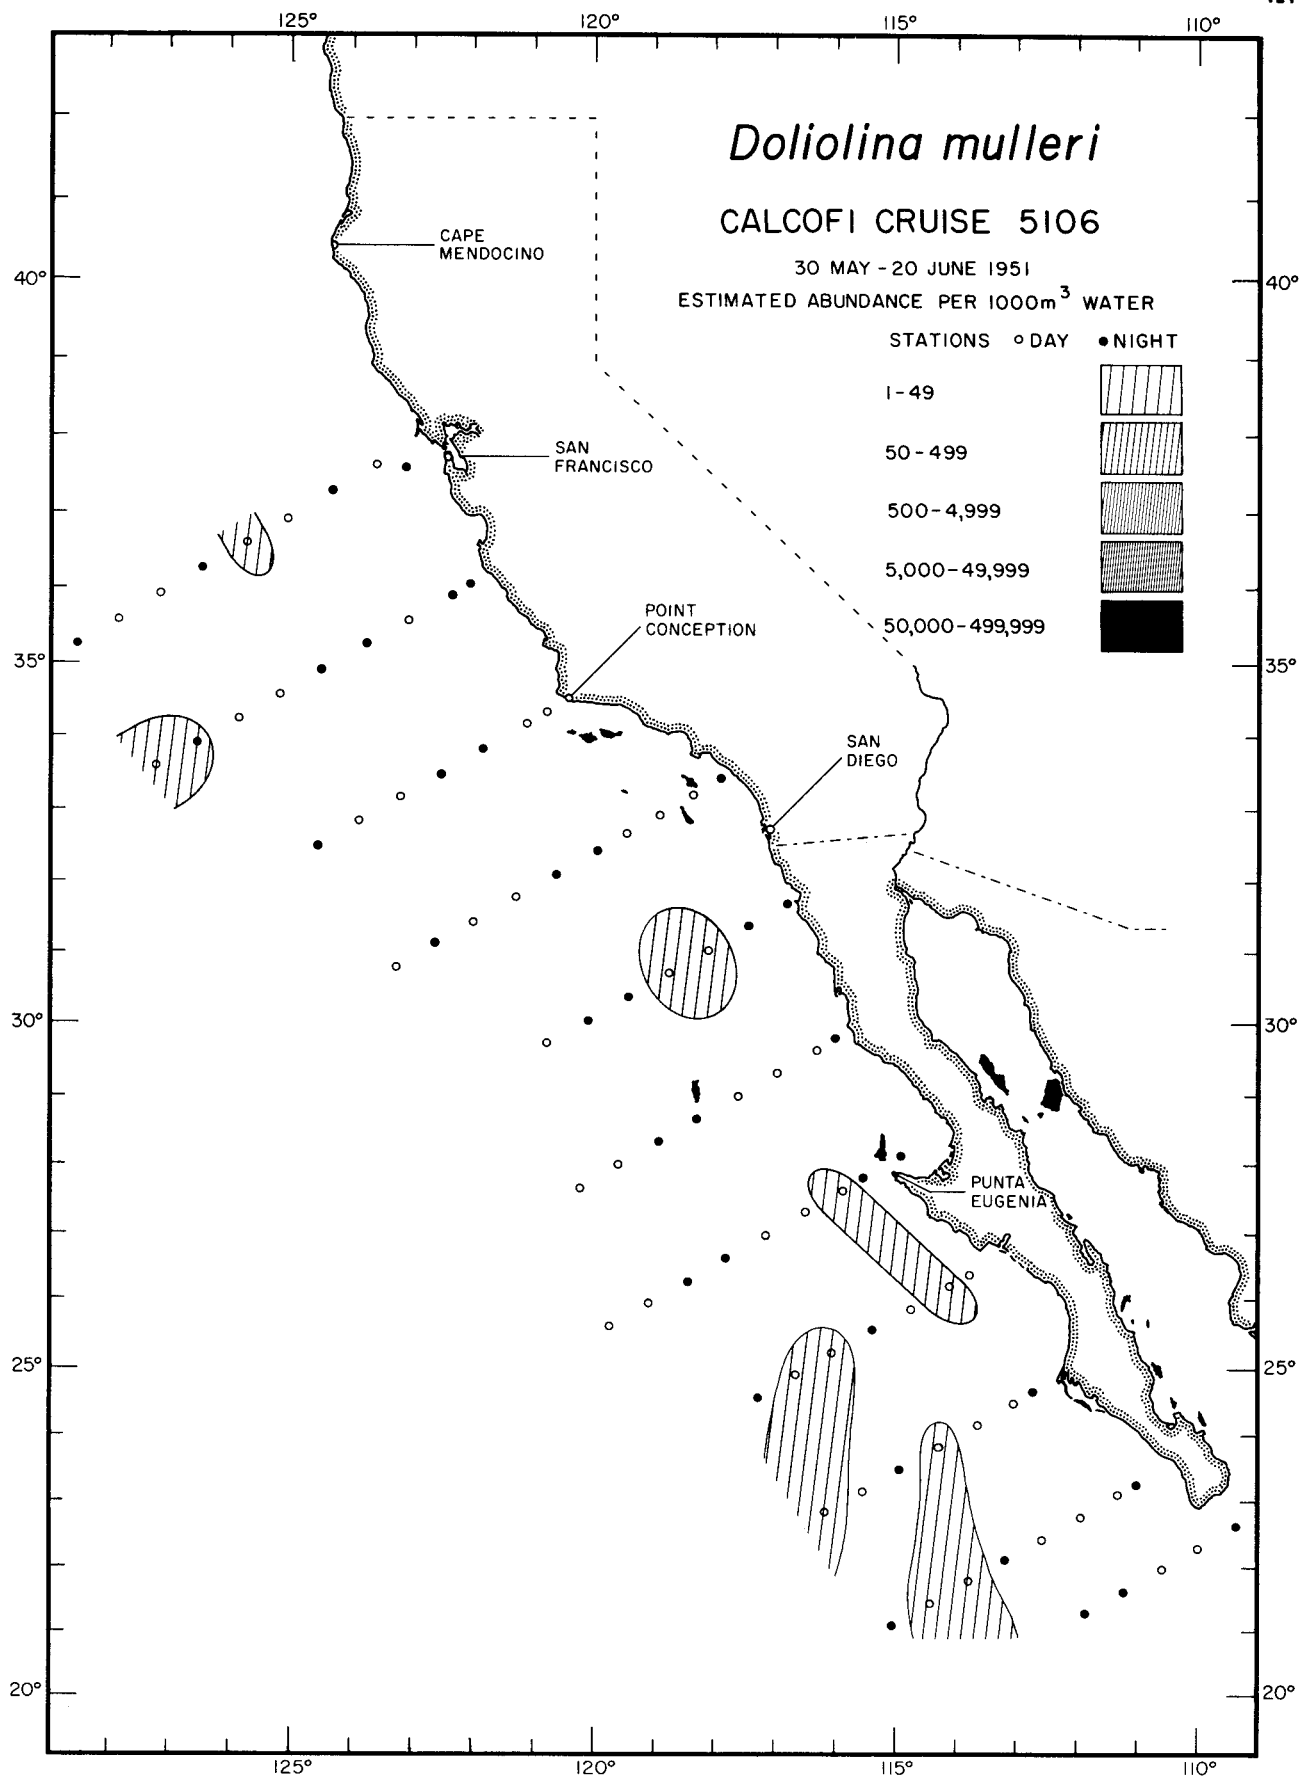 125° 120° 115° 110°
Doliolina mulleri
CALCOFI CRUISE 5106
30 MAY - 20 JUNE 1951
ESTIMATED ABUNDANCE PER 1000m³ WATER
STATIONS DAY NIGHT
1-49
50-499
500-4,999
5,000-49,999
50,000-499,999
CAPE
MENDOCINO
40° 40°
SAN
FRANCISCO
POINT
CONCEPTION
35° 35°
SAN
DIEGO
30° 30°
PUNTA
EUGENIA
25° 25°
20° 20°
125° 120° 115° 110°